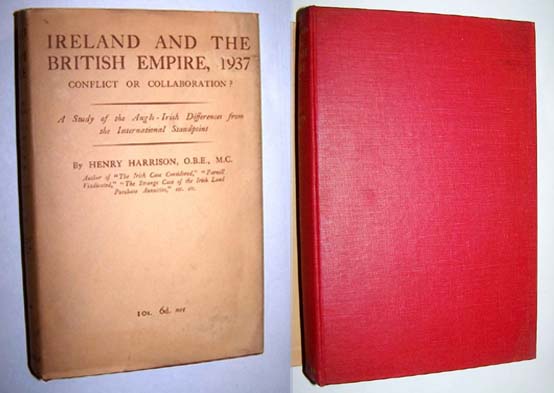 IRELAND AND THE
BRITISH EMPIRE, 1937
CONFLICT OR COLLABORATION?
A Study of the Anglo-Irish Differences from
the International Standpoint
By HENRY HARRISON, O.B.E., M.C.
Author of "The Irish Case Considered," "Parnell
Vindicated," "The Strange Case of the Irish Land
Purchase Annuities," etc. etc.
10s. 6d. net